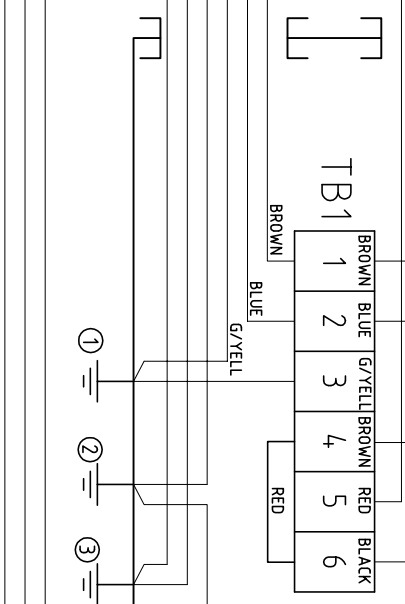 TB1
BROWN
BLUE
G/YELL
BROWN
RED
BLACK
1
2
3
4
5
6
BROWN
BLUE
G/YELL
RED
1
2
3